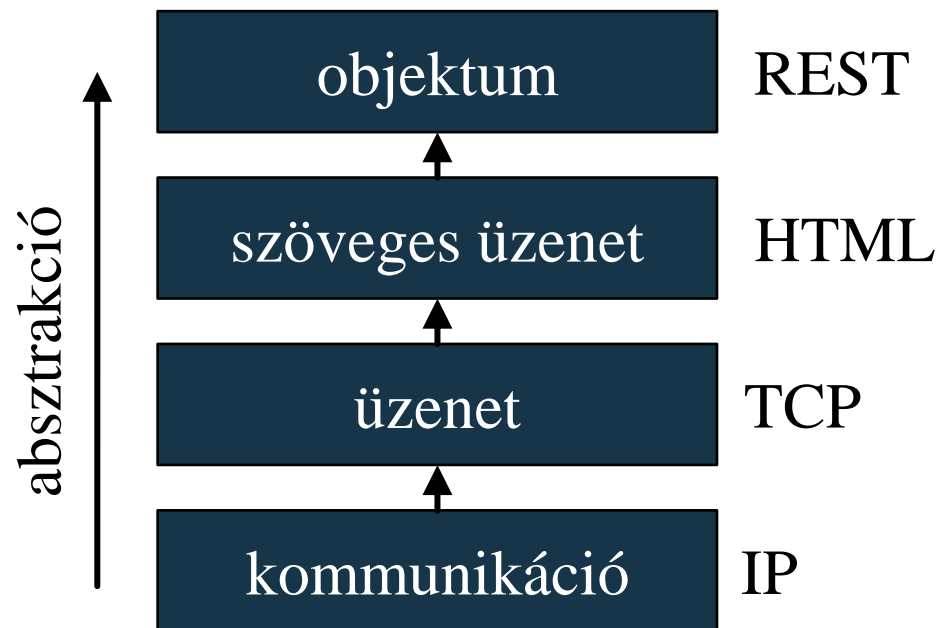 objektum REST
szöveges üzenet HTML
üzenet TCP
kommunikáció IP
absztrakció